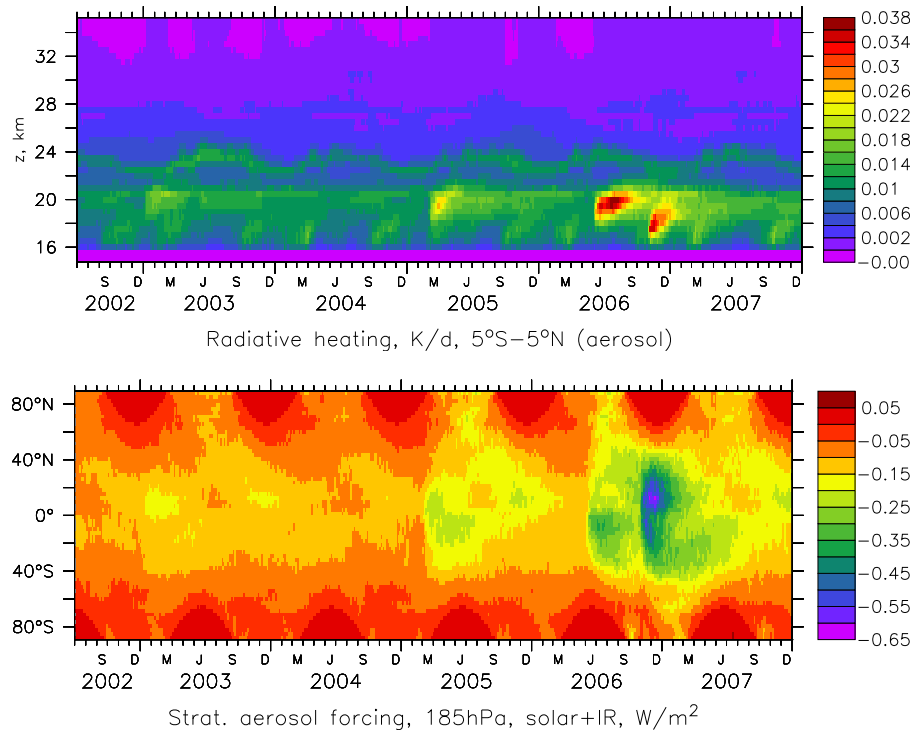 32
28
24
20
16
z, km
S D M J S D M J S D M J S D M J S D M J S D
2002 2003 2004 2005 2006 2007
Radiative heating, K/d, 5°S−5°N (aerosol)
0.038
0.034
0.030
0.026
0.022
0.018
0.014
0.010
0.006
0.002
−0.00
80°N
40°N
0°
40°S
80°S
S D M J S D M J S D M J S D M J S D M J S D
2002 2003 2004 2005 2006 2007
Strat. aerosol forcing, 185hPa, solar+IR, W/m²
0.05
−0.05
−0.15
−0.25
−0.35
−0.45
−0.55
−0.65